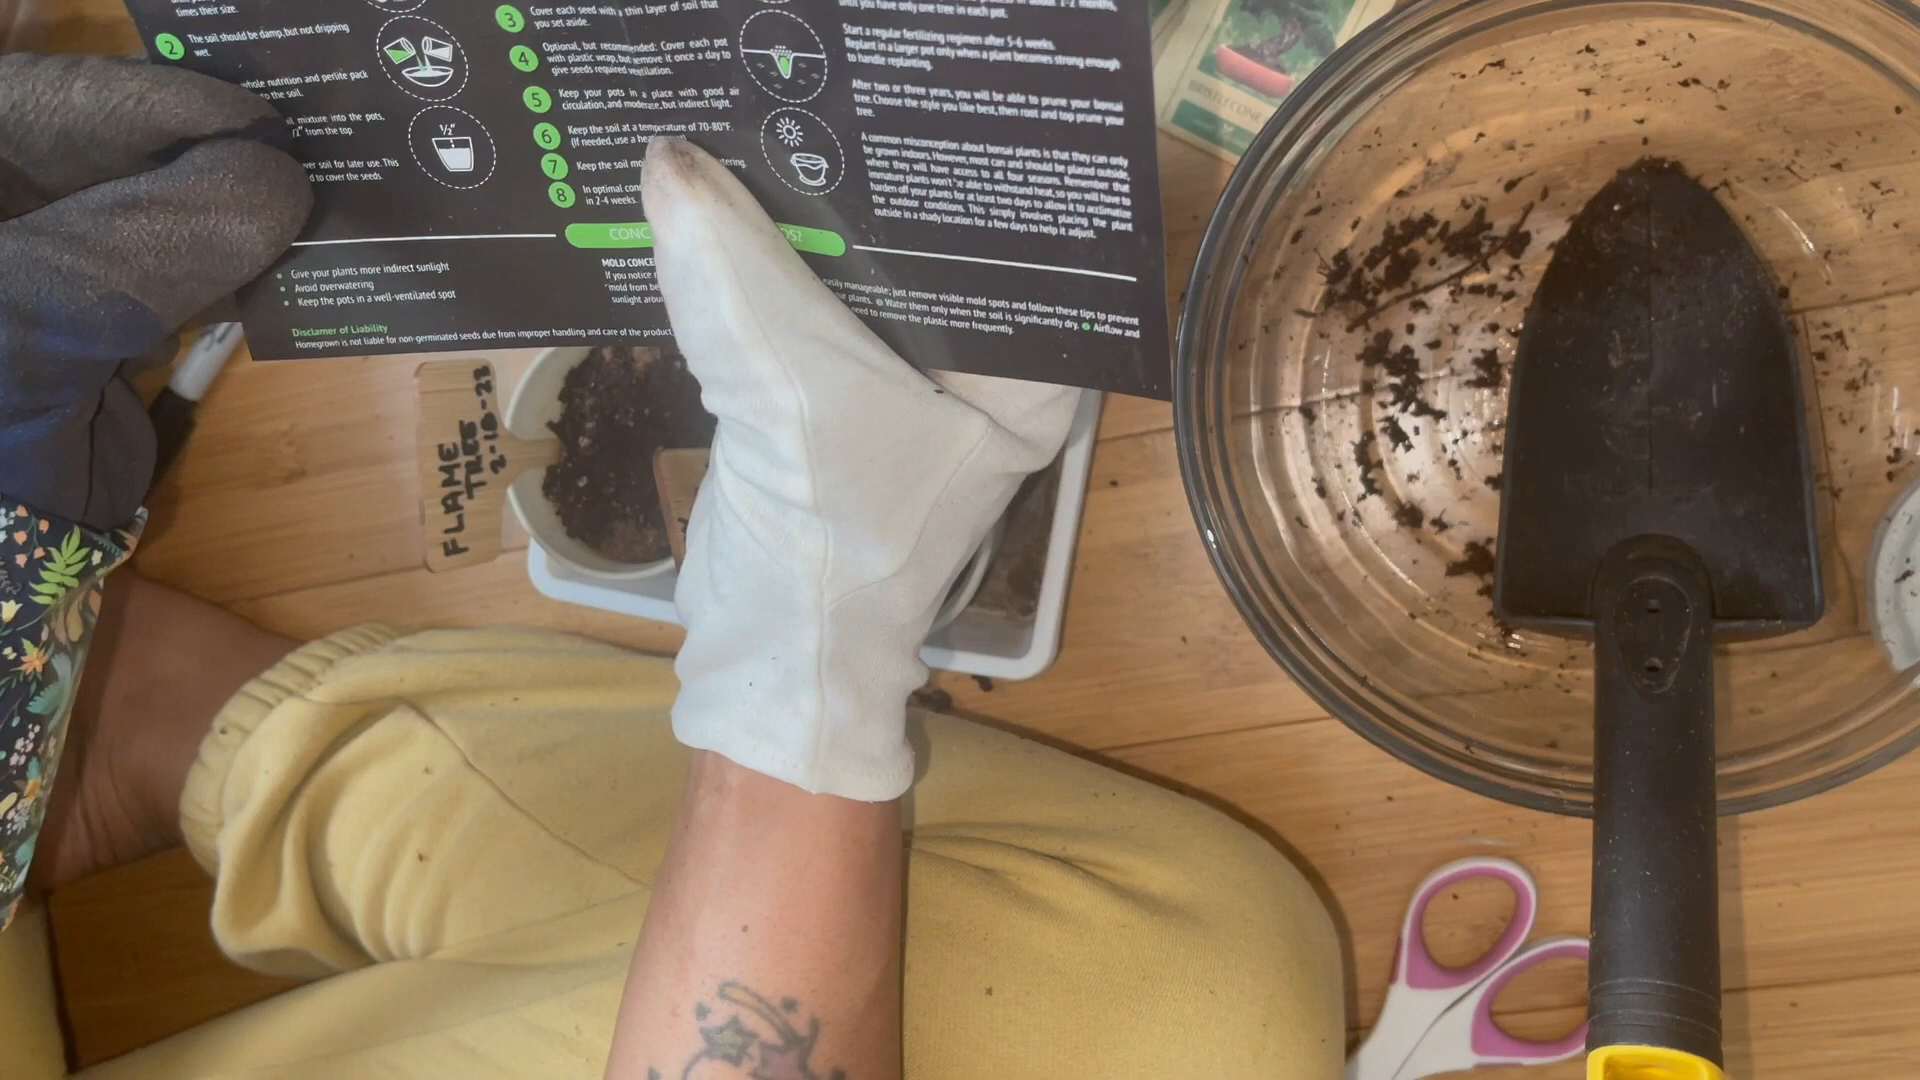 times their size.
2
The soil should be damp, but not dripping
wet.
whole nutrition and perlite pack
to the soil.
mixture into the pots,
1/2" from the top.
soil for later use. This
to cover the seeds.
1/2"
3
Cover each seed with a thin layer of soil that
you set aside.
4
Optional, but recommended: Cover each pot
with plastic wrap, but remove it once a day to
give seeds required ventilation.
5
Keep your pots in a place with good air
circulation, and moderate, but indirect light.
6
Keep the soil at a temperature of 70-80°F.
(If needed, use a
7
Keep the soil
8
In optimal
in 2-4 weeks.
until you have only one tree in each pot.
Start a regular fertilizing regimen after 5-6 weeks.
Replant in a larger pot only when a plant becomes strong enough
to handle replanting.
After two or three years, you will be able to prune your bonsai
tree. Choose the style you like best, then root and top prune your
tree.
A common misconception about bonsai plants is that they can only
be grown indoors. However, most can and should be placed outside,
where they will have access to all four seasons. Remember that
immature plants won't be able to withstand heat, so you will have to
harden off your plants for at least two days to allow it to acclimatize
the outdoor conditions. This simply involves placing the plant
outside in a shady location for a few days to help it adjust.
Give your plants more indirect sunlight
Avoid overwatering
Keep the pots in a well-ventilated spot
Disclamer of Liability
Homegrown is not liable for non-germinated seeds due from improper handling and care of the product.
MOLD
If you notice
mold from
sunlight
easily manageable; just remove visible mold spots and follow these tips to prevent
plants. Water them only when the soil is significantly dry. Airflow and
need to remove the plastic more frequently.
BRISTLE CONE
FLAME
TREE
2-10-23